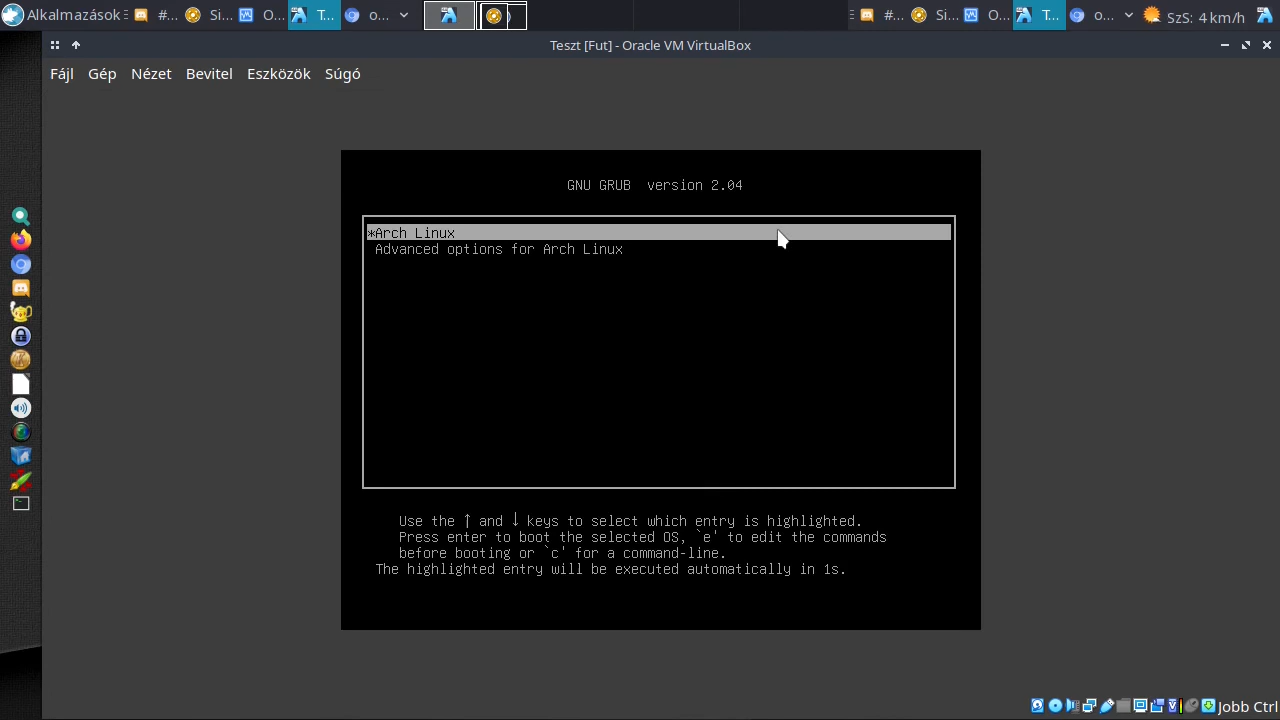 Alkalmazások #... Si... O... T... o... #... Si... O... T... o... SzS: 4 km/h
Teszt [Fut] - Oracle VM VirtualBox
Fájl Gép Nézet Bevitel Eszközök Súgó
GNU GRUB version 2.04
*Arch Linux
Advanced options for Arch Linux
Use the ↑ and ↓ keys to select which entry is highlighted.
Press enter to boot the selected OS, `e' to edit the commands
before booting or `c' for a command-line.
The highlighted entry will be executed automatically in 1s.
Jobb Ctrl